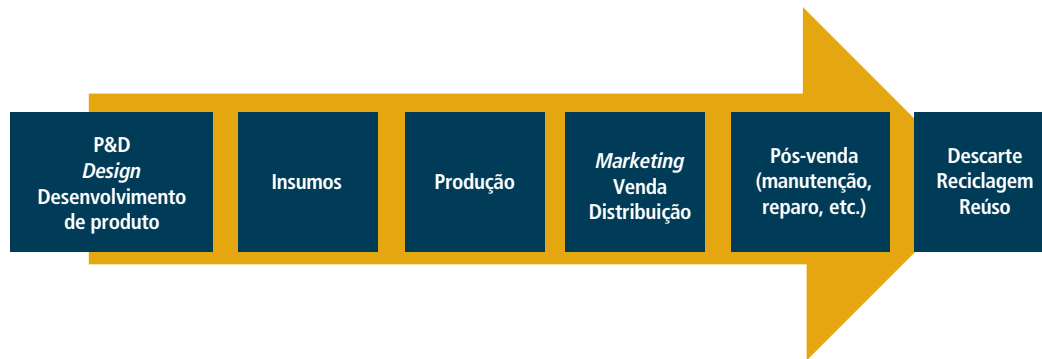 P&D
Design
Desenvolvimento
de produto
Insumos
Produção
Marketing
Venda
Distribuição
Pós-venda
(manutenção,
reparo, etc.)
Descarte
Reciclagem
Reúso